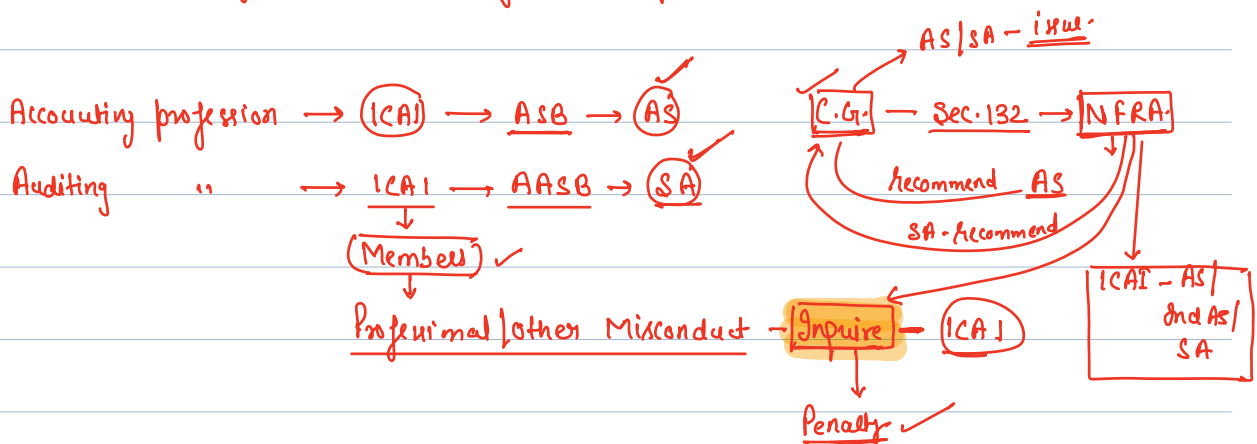 AS/SA - issue.
Accounting profession → ICAI → ASB → AS
C.G. - Sec. 132 → NFRA.
Auditing " → ICAI → AASB → SA
recommend AS
SA - recommend
Members
ICAI - AS/
Ind AS/
SA
Professional/other Misconduct - Inquire - ICAI
Penalty